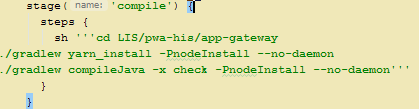 stage( name: 'compile') {
steps {
sh '''cd LIS/pwa-his/app-gateway
./gradlew yarn_install -PnodeInstall --no-daemon
./gradlew compileJava -x check -PnodeInstall --no-daemon'''
}
}